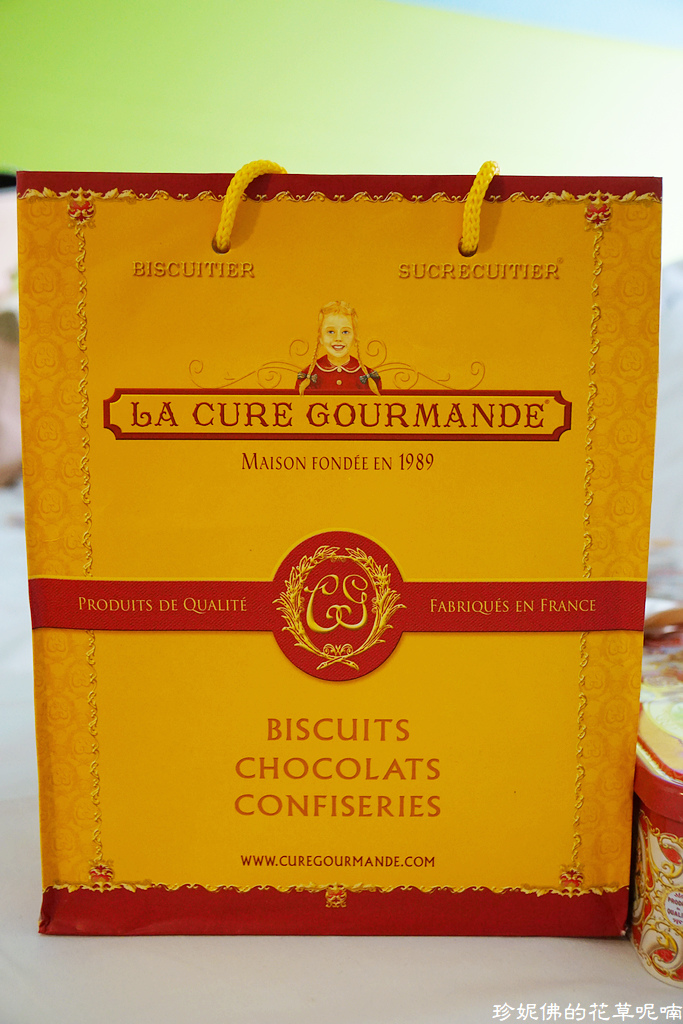 BISCUITIER SUCRECUITIER®
LA CURE GOURMANDE®
MAISON FONDÉE EN 1989
PRODUITS DE QUALITÉ CG FABRIQUÉS EN FRANCE
BISCUITS
CHOCOLATS
CONFISERIES
WWW.CUREGOURMANDE.COM
珍妮佛的花草呢喃